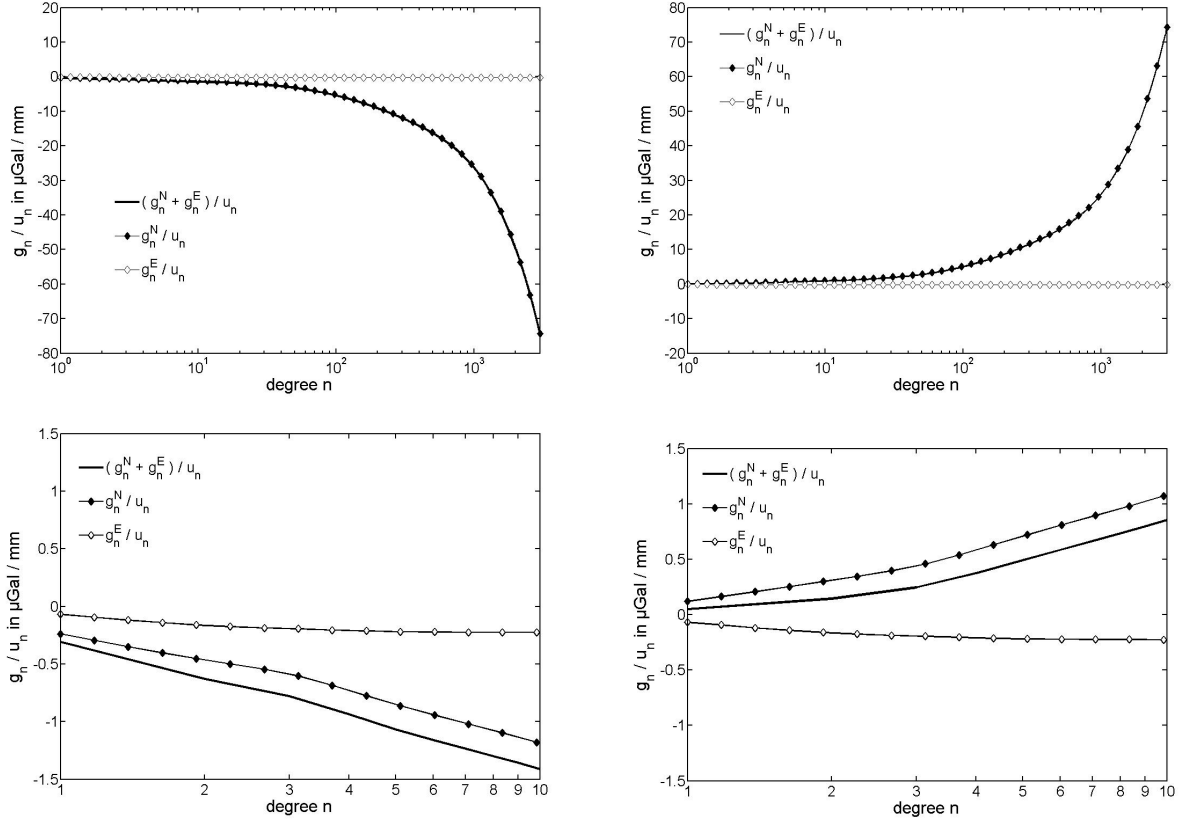 20
10
0
-10
-20
-30
-40
-50
-60
-70
-80
g_n / u_n in µGal / mm
( g_n^N + g_n^E ) / u_n
g_n^N / u_n
g_n^E / u_n
10^0 10^1 10^2 10^3
degree n
80
70
60
50
40
30
20
10
0
-10
20
g_n / u_n in µGal / mm
( g_n^N + g_n^E ) / u_n
g_n^N / u_n
g_n^E / u_n
10^0 10^1 10^2 10^3
degree n
1.5
1
0.5
0
-0.5
-1
-1.5
g_n / u_n in µGal / mm
( g_n^N + g_n^E ) / u_n
g_n^N / u_n
g_n^E / u_n
1 2 3 4 5 6 7 8 9 10
degree n
1.5
1
0.5
0
-0.5
-1
-1.5
g_n / u_n in µGal / mm
( g_n^N + g_n^E ) / u_n
g_n^N / u_n
g_n^E / u_n
1 2 3 4 5 6 7 8 9 10
degree n